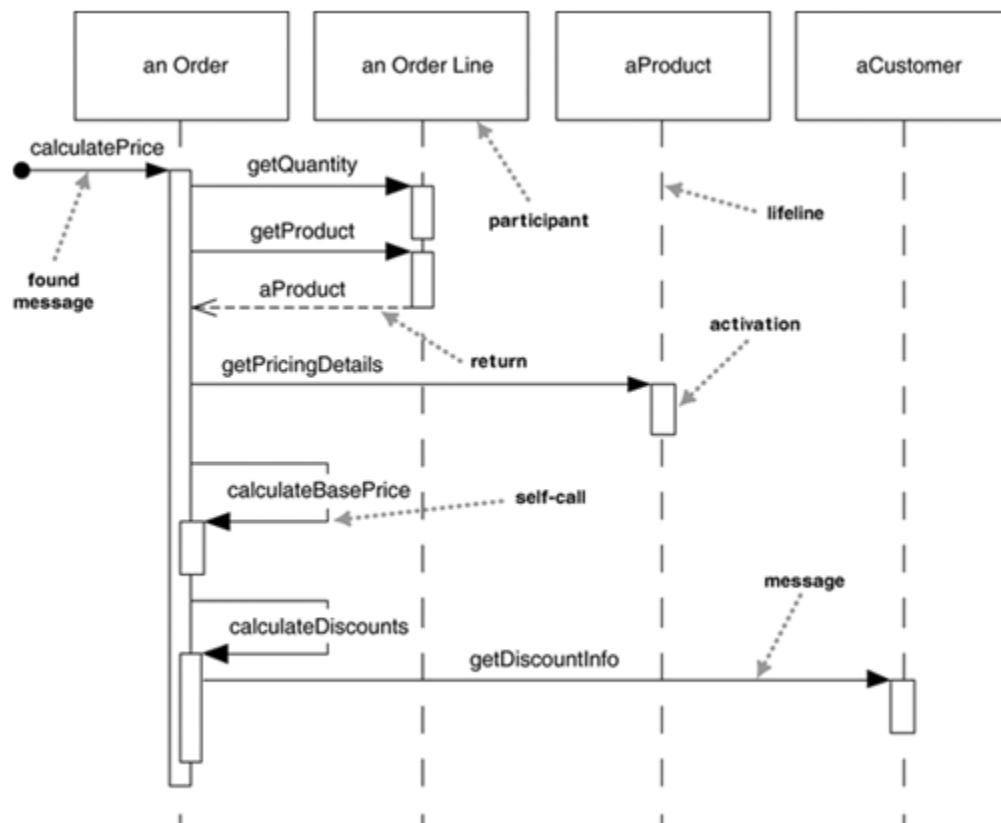 an Order
an Order Line
aProduct
aCustomer
calculatePrice
getQuantity
participant
lifeline
getProduct
found
message
aProduct
activation
return
getPricingDetails
calculateBasePrice
self-call
message
calculateDiscounts
getDiscountInfo